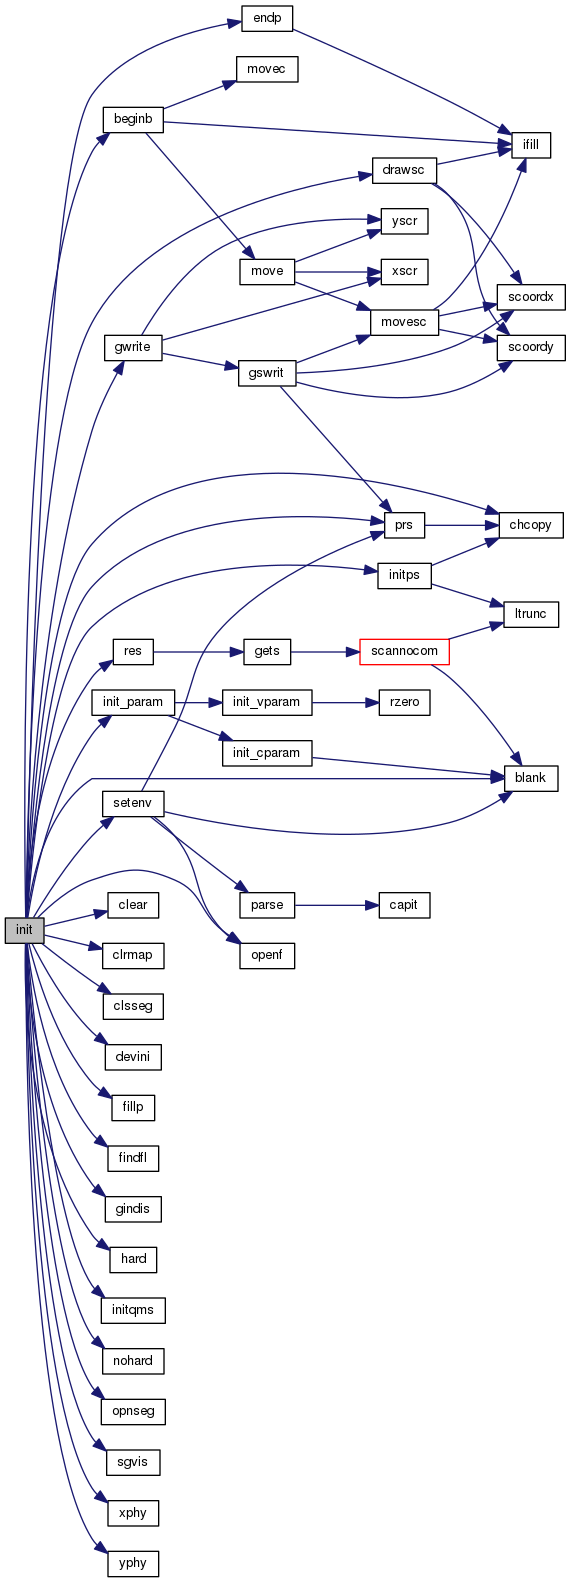 endp
movec
beginb
ifill
drawsc
yscr
move
xscr
scoordx
movesc
gwrite
scoordy
gswrit
prs
chcopy
initps
ltrunc
res
gets
scannocom
init_param
init_vparam
rzero
init_cparam
blank
setenv
clear
parse
capit
init
clrmap
openf
clsseg
devini
fillp
findfl
gindis
hard
initqms
nohard
opnseg
sgvis
xphy
yphy